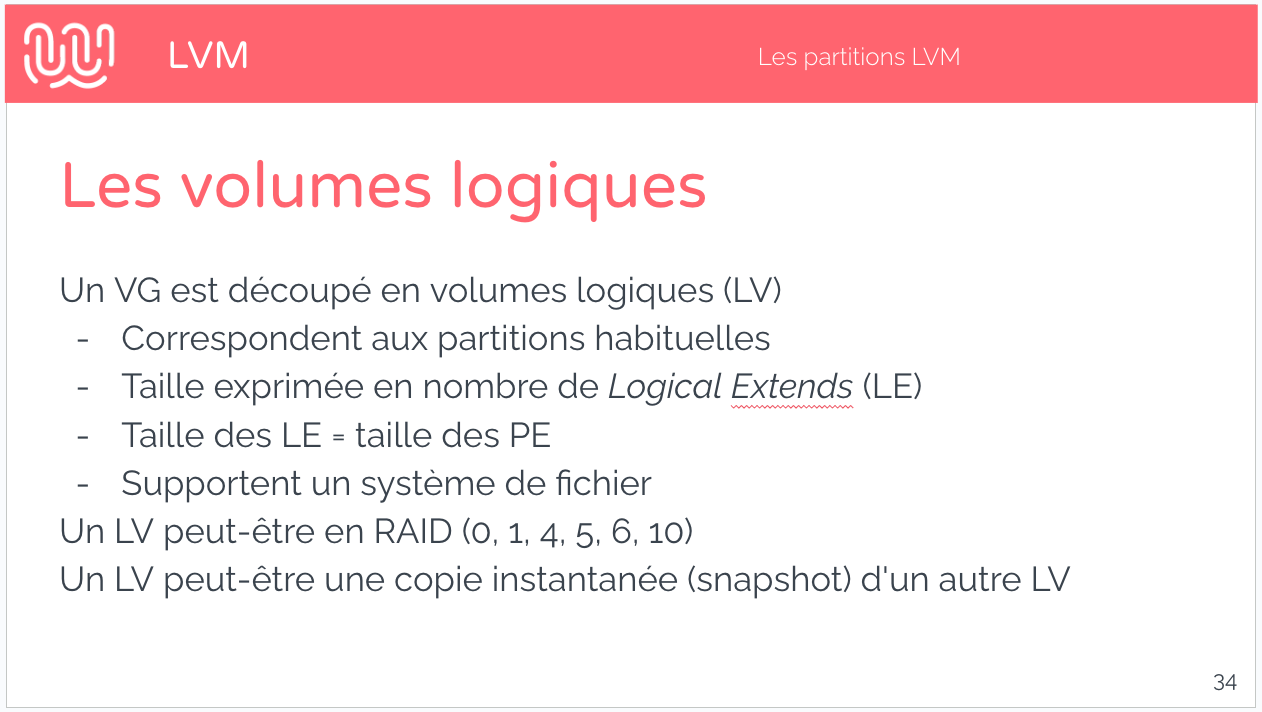 LVM
Les partitions LVM
Les volumes logiques
Un VG est découpé en volumes logiques (LV)
- Correspondent aux partitions habituelles
- Taille exprimée en nombre de Logical Extends (LE)
- Taille des LE = taille des PE
- Supportent un système de fichier
Un LV peut-être en RAID (0, 1, 4, 5, 6, 10)
Un LV peut-être une copie instantanée (snapshot) d'un autre LV
34